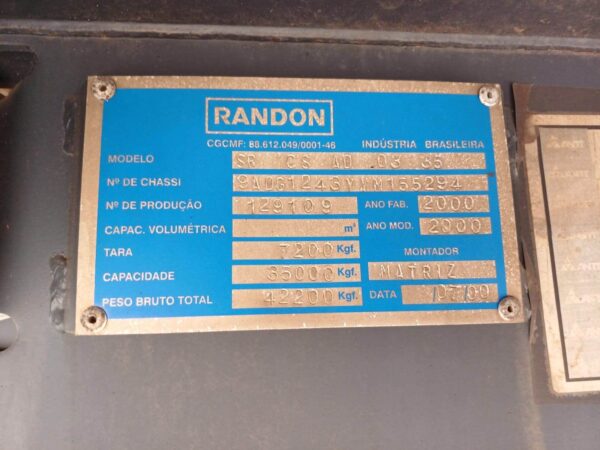 RANDON
CGCMF: 88.612.049/0001-46 INDÚSTRIA BRASILEIRA
MODELO SR CS AD 03 35
Nº DE CHASSI 9ADG1243YYM155294
Nº DE PRODUÇÃO 129109 ANO FAB. 2000
CAPAC. VOLUMÉTRICA m³ ANO MOD. 2000
TARA 7200 Kgf. MONTADOR
CAPACIDADE 35000 Kgf. MATRIZ
PESO BRUTO TOTAL 42200 Kgf. DATA 07/00